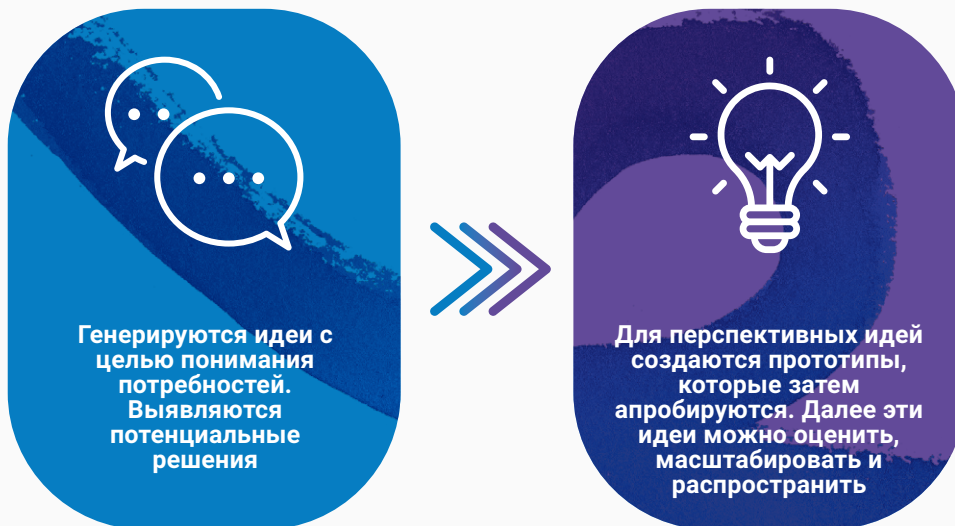 Генерируются идеи с
целью понимания
потребностей.
Выявляются
потенциальные
решения
Для перспективных идей
создаются прототипы,
которые затем
апробируются. Далее эти
идеи можно оценить,
масштабировать и
распространить